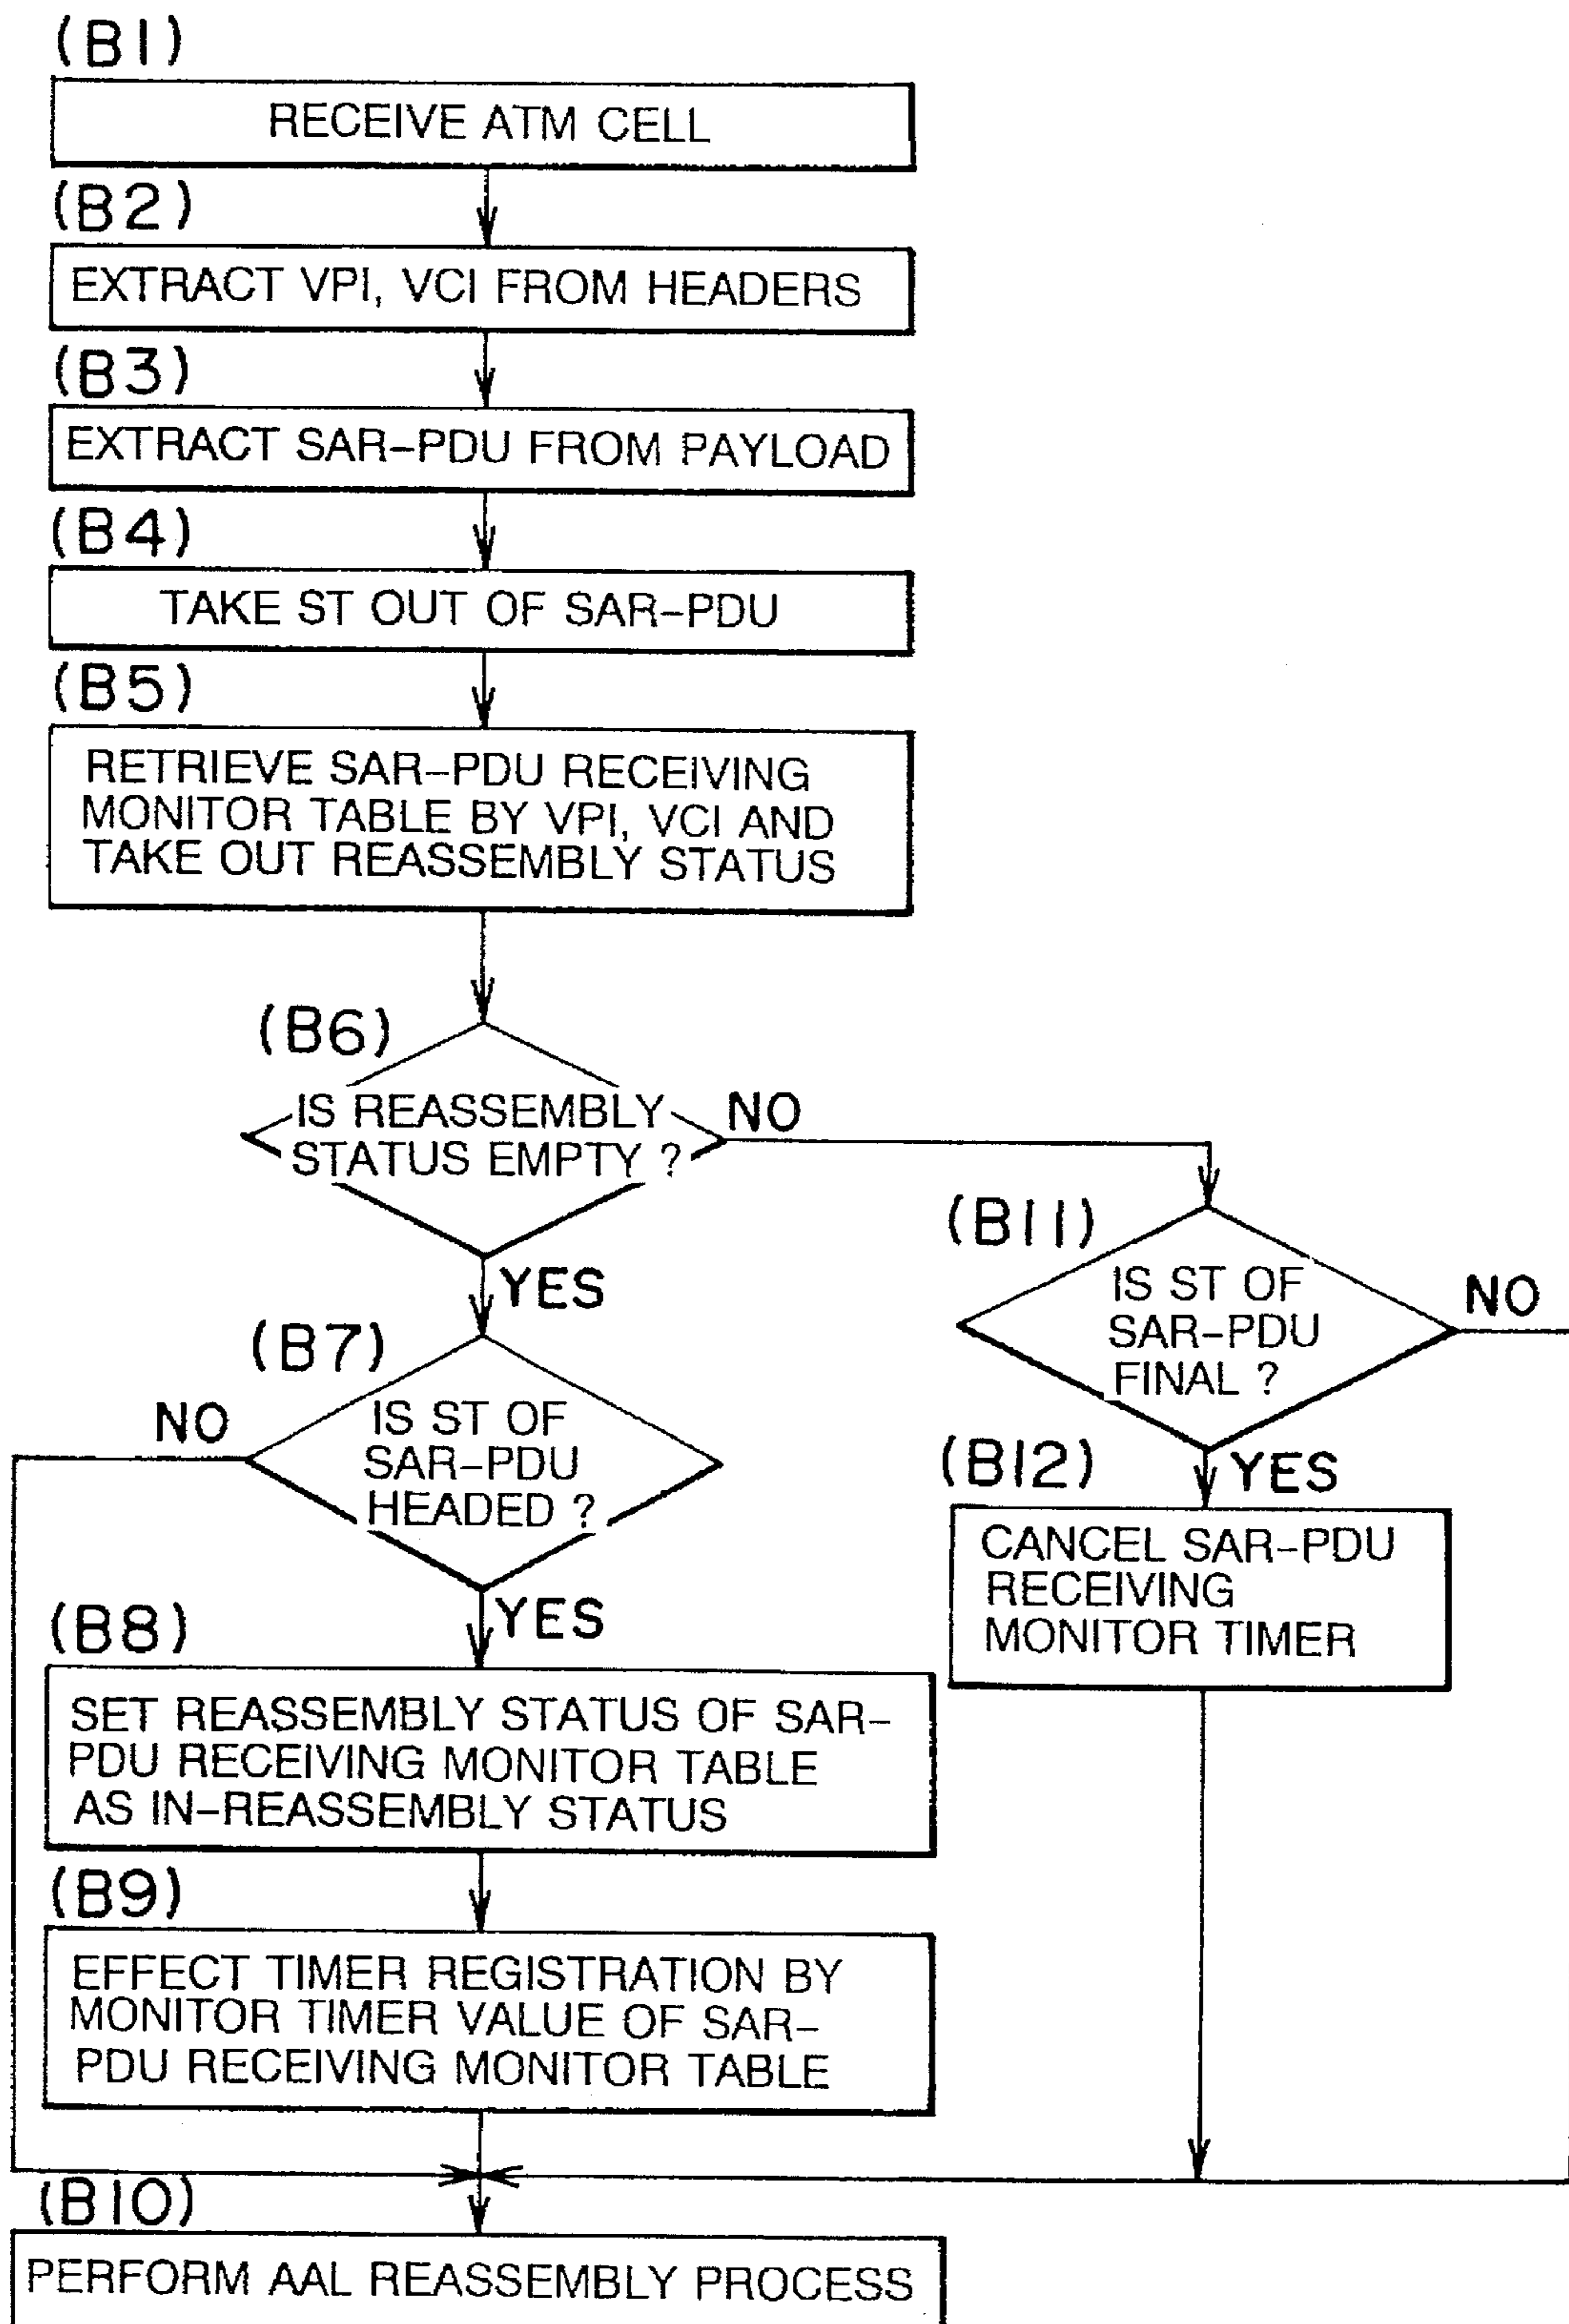 (B1)
RECEIVE ATM CELL
(B2)
EXTRACT VPI, VCI FROM HEADERS
(B3)
EXTRACT SAR-PDU FROM PAYLOAD
(B4)
TAKE ST OUT OF SAR-PDU
(B5)
RETRIEVE SAR-PDU RECEIVING
MONITOR TABLE BY VPI, VCI AND
TAKE OUT REASSEMBLY STATUS
(B6)
IS REASSEMBLY
STATUS EMPTY ?
NO
YES
(B7)
IS ST OF
SAR-PDU
HEADED ?
NO
YES
(B11)
IS ST OF
SAR-PDU
FINAL ?
NO
YES
(B12)
CANCEL SAR-PDU
RECEIVING
MONITOR TIMER
(B8)
SET REASSEMBLY STATUS OF SAR-
PDU RECEIVING MONITOR TABLE
AS IN-REASSEMBLY STATUS
(B9)
EFFECT TIMER REGISTRATION BY
MONITOR TIMER VALUE OF SAR-
PDU RECEIVING MONITOR TABLE
(B10)
PERFORM AAL REASSEMBLY PROCESS